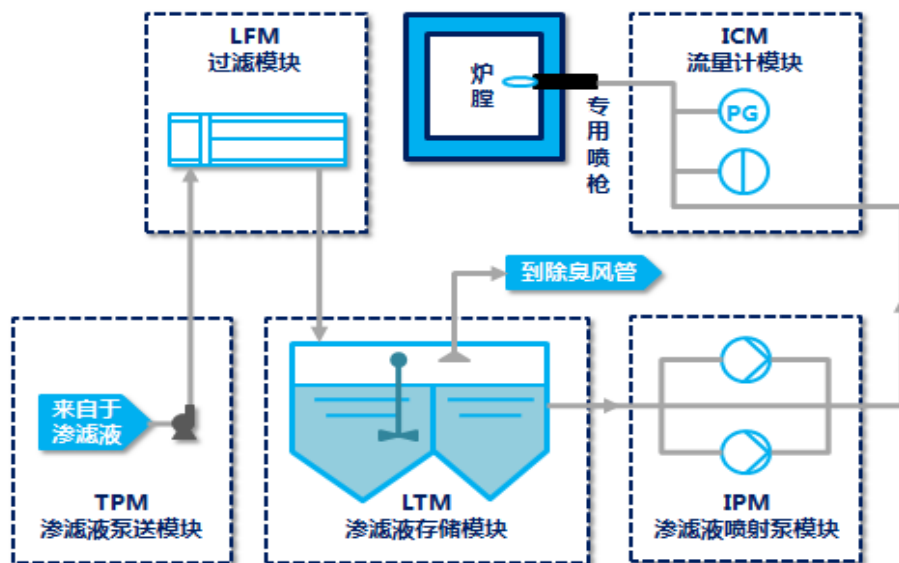 LFM
过滤模块
炉
膛
专
用
喷
枪
ICM
流量计模块
PG
到除臭风管
来自于
渗滤液
TPM
渗滤液泵送模块
LTM
渗滤液存储模块
IPM
渗滤液喷射泵模块